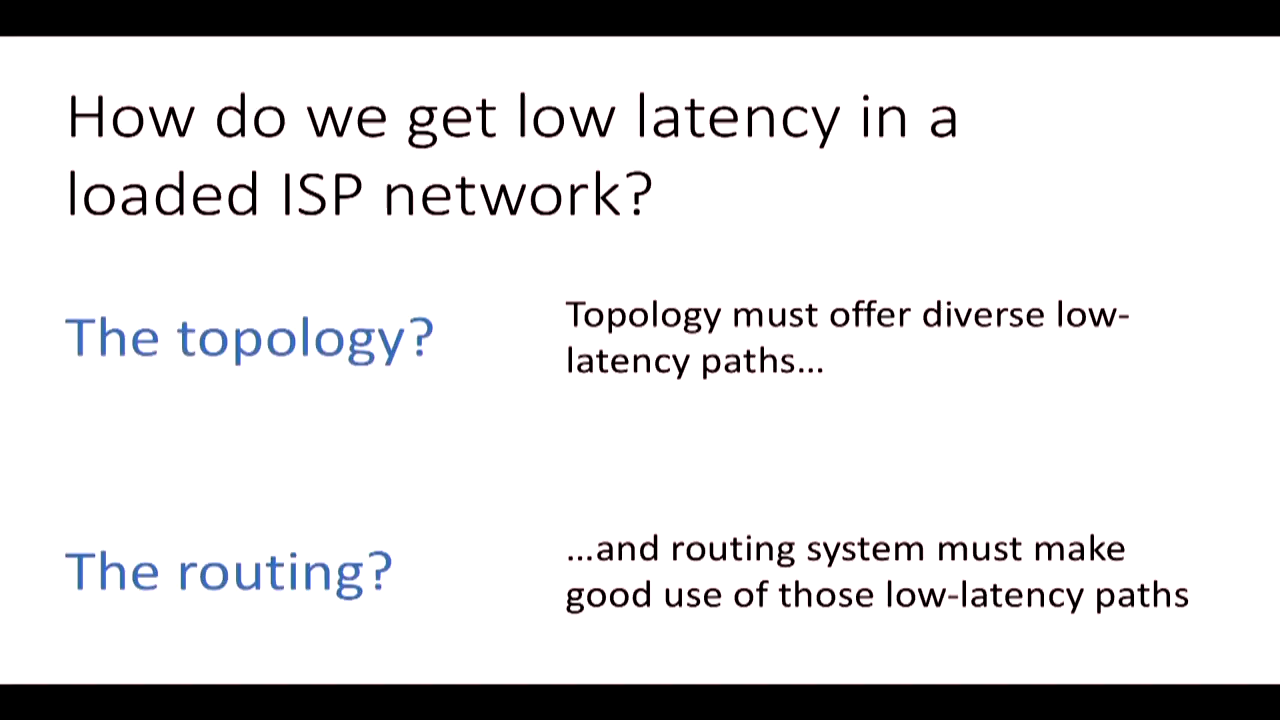 How do we get low latency in a
loaded ISP network?
The topology?
Topology must offer diverse low-
latency paths...
The routing?
...and routing system must make
good use of those low-latency paths